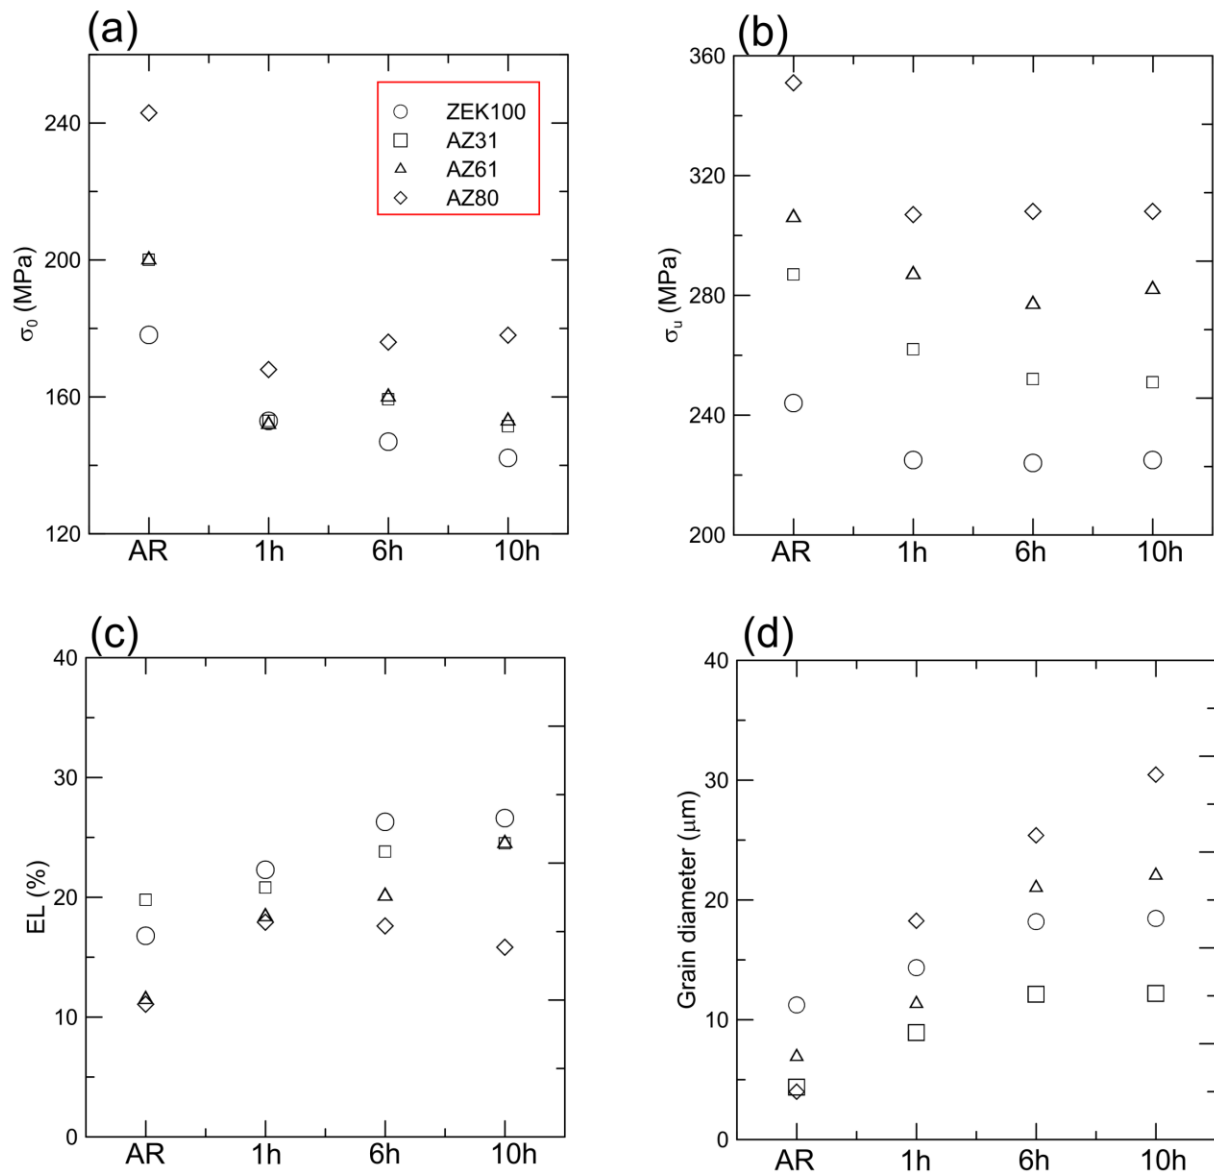 (a)
240
200
160
120
σ₀ (MPa)
ZEK100
AZ31
AZ61
AZ80
AR 1h 6h 10h
(b)
360
320
280
240
200
σᵤ (MPa)
AR 1h 6h 10h
(c)
40
30
20
10
0
EL (%)
AR 1h 6h 10h
(d)
40
30
20
10
0
Grain diameter (μm)
AR 1h 6h 10h